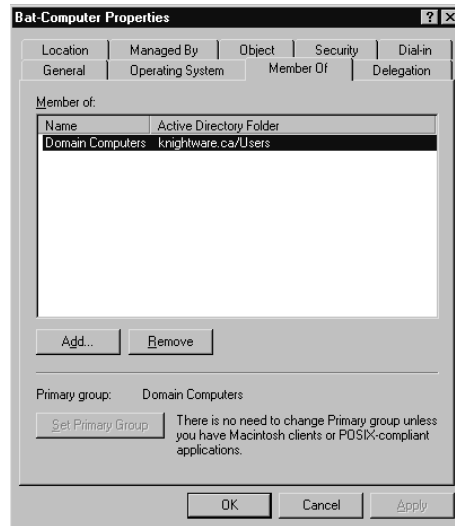 Bat-Computer Properties
Location Managed By Object Security Dial-in
General Operating System Member Of Delegation
Member of:
Name Active Directory Folder
Domain Computers knightware.ca/Users
Add... Remove
Primary group: Domain Computers
Set Primary Group There is no need to change Primary group unless
you have Macintosh clients or POSIX-compliant
applications.
OK Cancel Apply